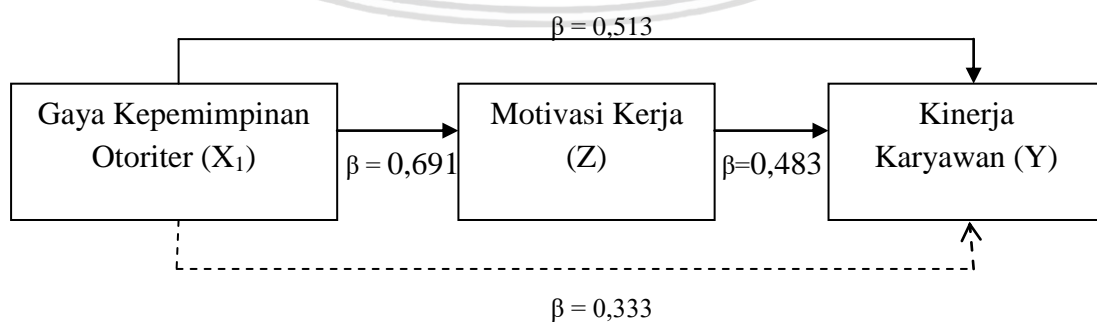 β = 0,513
Gaya Kepemimpinan
Otoriter (X₁)
β = 0,691
Motivasi Kerja
(Z)
β=0,483
Kinerja
Karyawan (Y)
β = 0,333